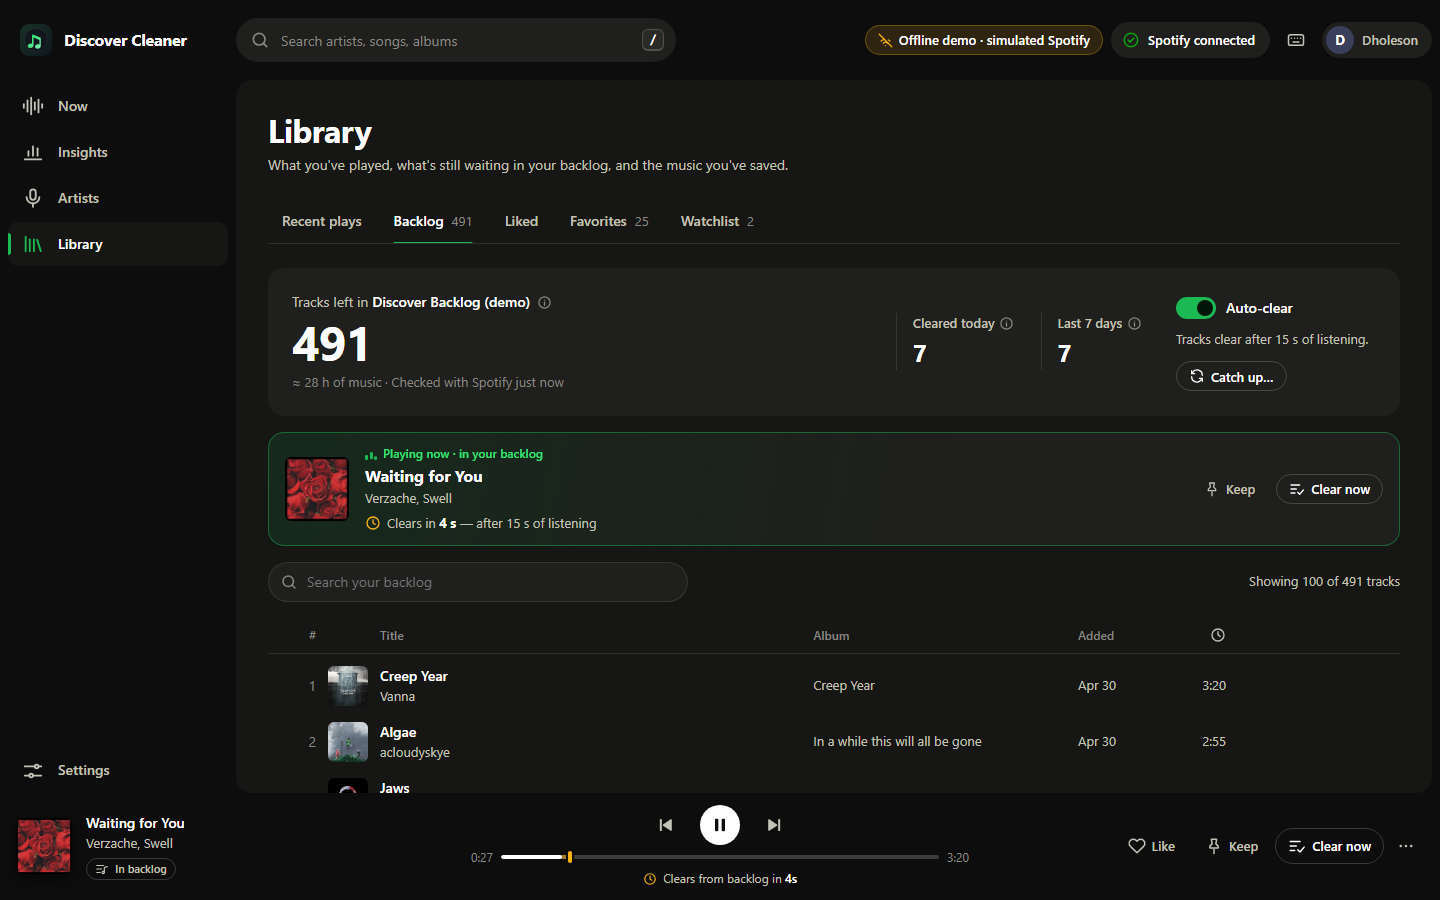 Discover Cleaner
Search artists, songs, albums
/
Offline demo · simulated Spotify
Spotify connected
D
Dholeson
Now
Insights
Artists
Library
Settings
Library
What you've played, what's still waiting in your backlog, and the music you've saved.
Recent plays
Backlog 491
Liked
Favorites 25
Watchlist 2
Tracks left in Discover Backlog (demo)
491
≈ 28 h of music · Checked with Spotify just now
Cleared today
7
Last 7 days
7
Auto-clear
Tracks clear after 15 s of listening.
Catch up...
Playing now · in your backlog
Waiting for You
Verzache, Swell
Clears in 4 s — after 15 s of listening
Keep
Clear now
Search your backlog
Showing 100 of 491 tracks
# Title Album Added
1 Creep Year Creep Year Apr 30 3:20
Vanna
2 Algae In a while this will all be gone Apr 30 2:55
acloudyskye
Jaws
Waiting for You
Verzache, Swell
In backlog
0:27
3:20
Clears from backlog in 4s
Like
Keep
Clear now